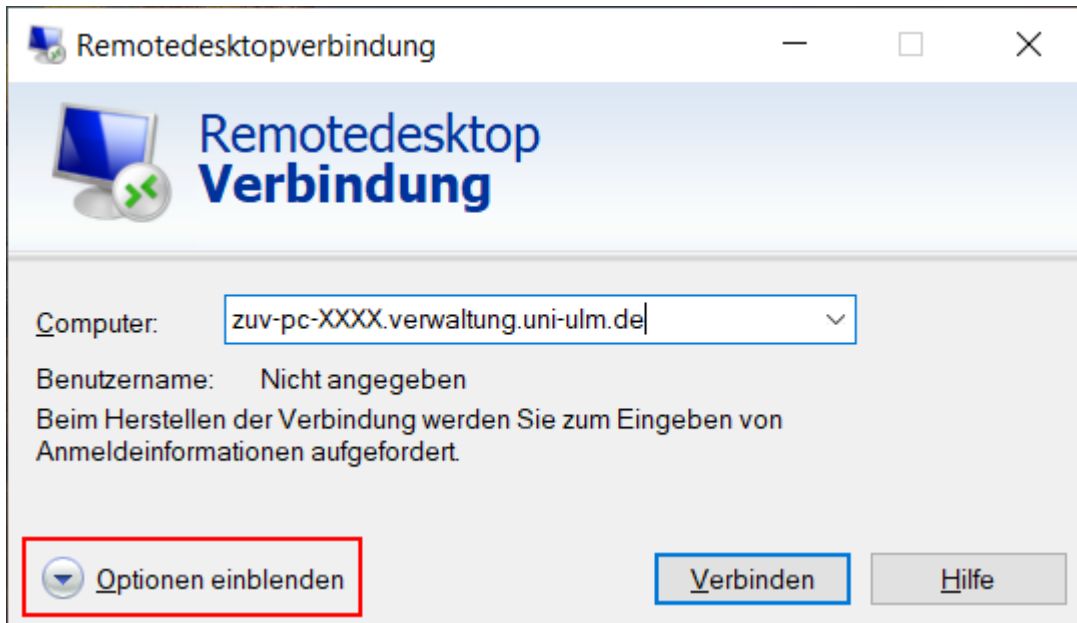 Remotedesktopverbindung
Remotedesktop
Verbindung
Computer: zuv-pc-XXXX.verwaltung.uni-ulm.de
Benutzername: Nicht angegeben
Beim Herstellen der Verbindung werden Sie zum Eingeben von
Anmeldeinformationen aufgefordert.
Optionen einblenden Verbinden Hilfe